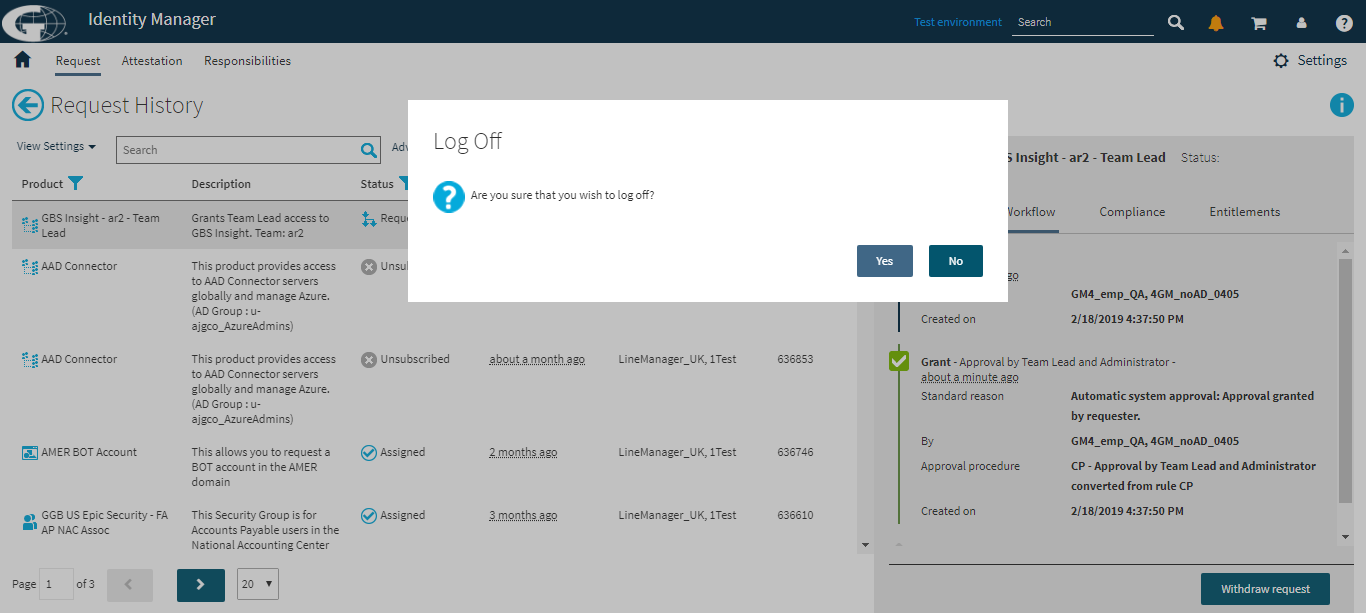 Identity Manager
Test environment
Search
Request
Attestation
Responsibilities
Settings
Request History
View Settings
Search
Log Off
Are you sure that you wish to log off?
Yes
No
Insight - ar2 - Team Lead
Status:
Product
Description
Status
Workflow
Compliance
Entitlements
GBS Insight - ar2 - Team
Lead
Grants Team Lead access to
GBS Insight. Team: ar2
AAD Connector
This product provides access
to AAD Connector servers
globally and manage Azure.
(AD Group : u-
ajgco_AzureAdmins)
AAD Connector
This product provides access
to AAD Connector servers
globally and manage Azure.
(AD Group : u-
ajgco_AzureAdmins)
Unsubscribed
about a month ago
LineManager_UK, 1Test
636853
AMER BOT Account
This allows you to request a
BOT account in the AMER
domain
Assigned
2 months ago
LineManager_UK, 1Test
636746
GGB US Epic Security - FA
AP NAC Assoc
This Security Group is for
Accounts Payable users in the
National Accounting Center
Assigned
3 months ago
LineManager_UK, 1Test
636610
GM4_emp_QA, 4GM_noAD_0405
Created on
2/18/2019 4:37:50 PM
Grant - Approval by Team Lead and Administrator -
about a minute ago
Standard reason
Automatic system approval: Approval granted
by requester.
By
GM4_emp_QA, 4GM_noAD_0405
Approval procedure
CP - Approval by Team Lead and Administrator
converted from rule CP
Created on
2/18/2019 4:37:50 PM
Page 1 of 3
20
Withdraw request